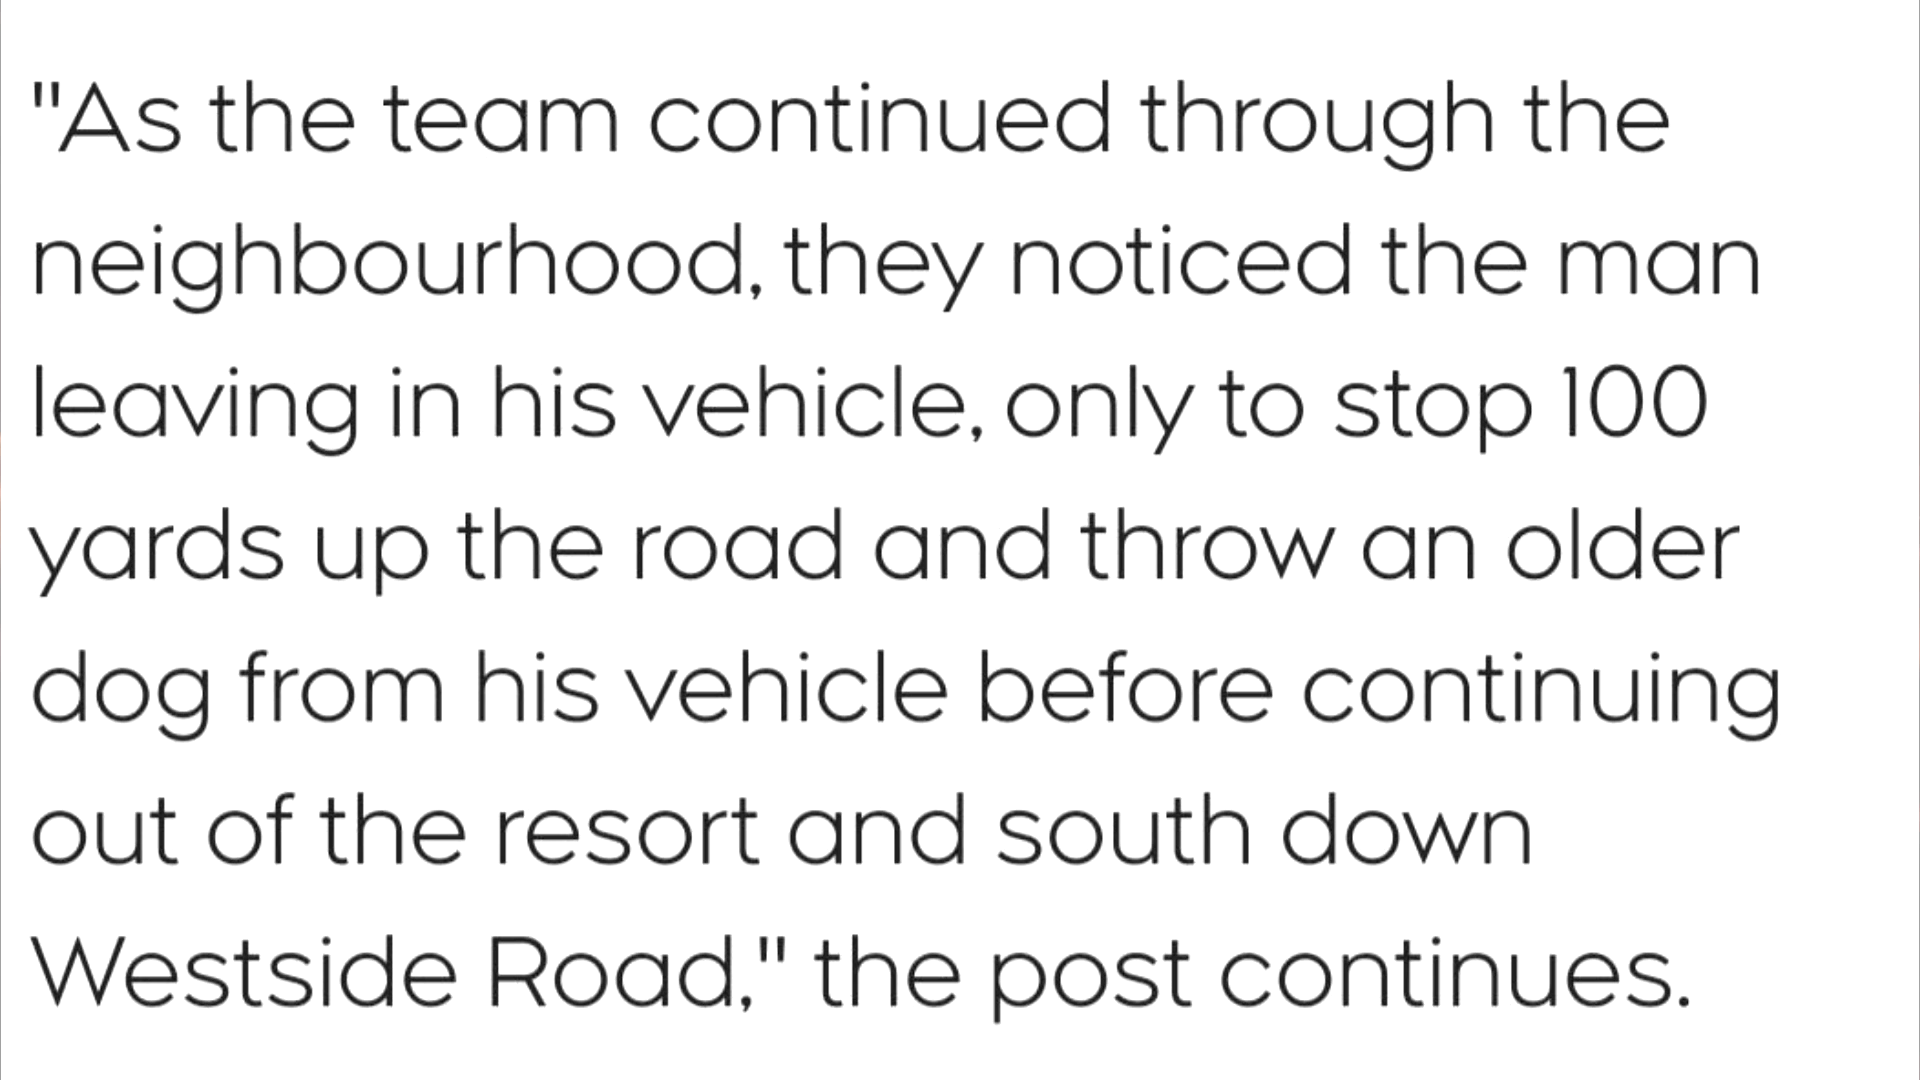 "As the team continued through the
neighbourhood, they noticed the man
leaving in his vehicle, only to stop 100
yards up the road and throw an older
dog from his vehicle before continuing
out of the resort and south down
Westside Road," the post continues.